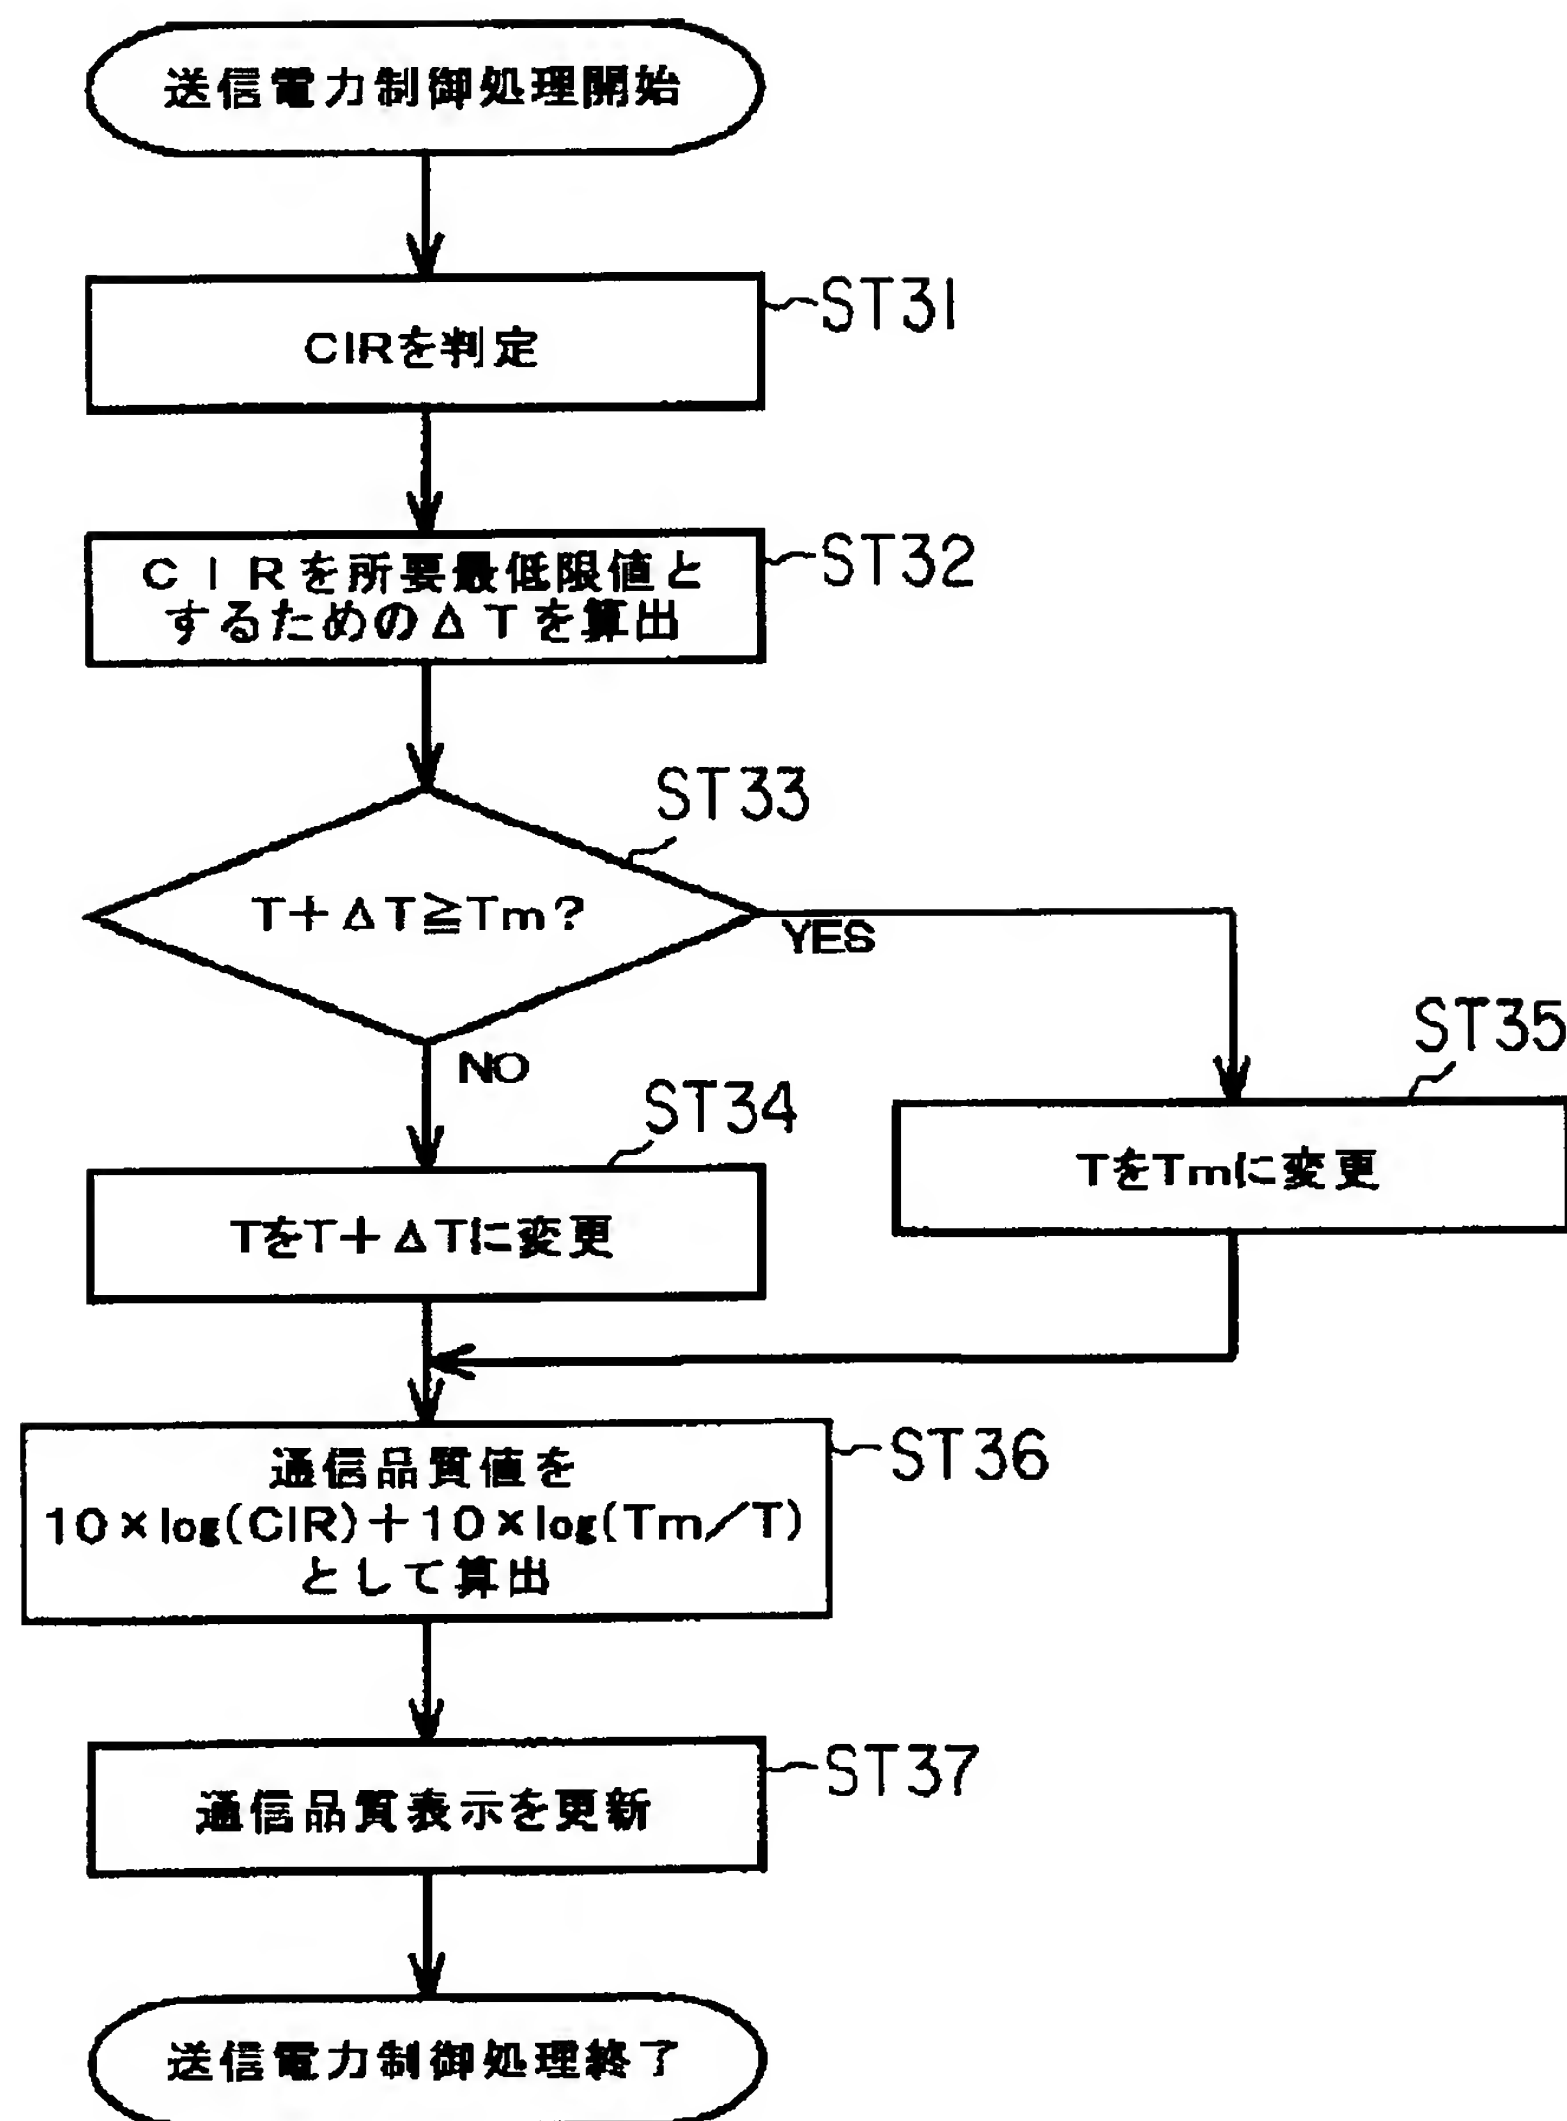 送信電力制御処理開始
ST31
CIRを判定
ST32
CIRを所要最低限値と
するためのΔTを算出
ST33
T+ΔT≧Tm?
YES
NO
ST34
ST35
TをT+ΔTに変更
TをTmに変更
ST36
通信品質値を
10×log(CIR)+10×log(Tm/T)
として算出
ST37
通信品質表示を更新
送信電力制御処理終了